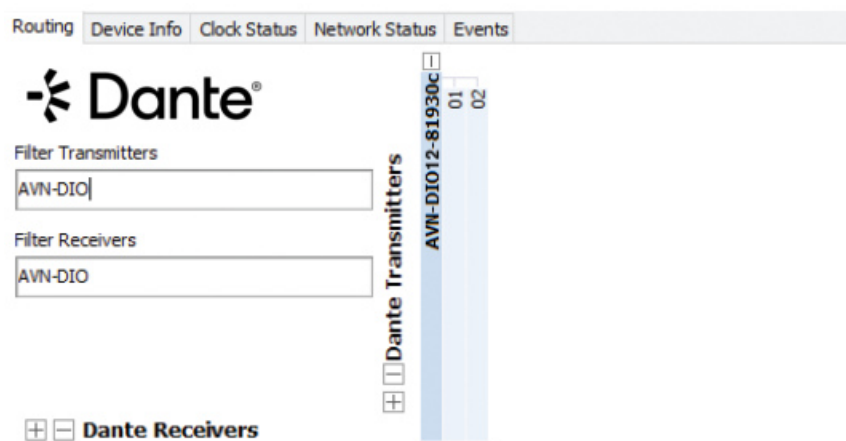 Routing Device Info Clock Status Network Status Events
Dante®
Filter Transmitters
AVN-DIO
Filter Receivers
AVN-DIO
Dante Transmitters
AVN-DIO12-81930c
01
02
Dante Receivers